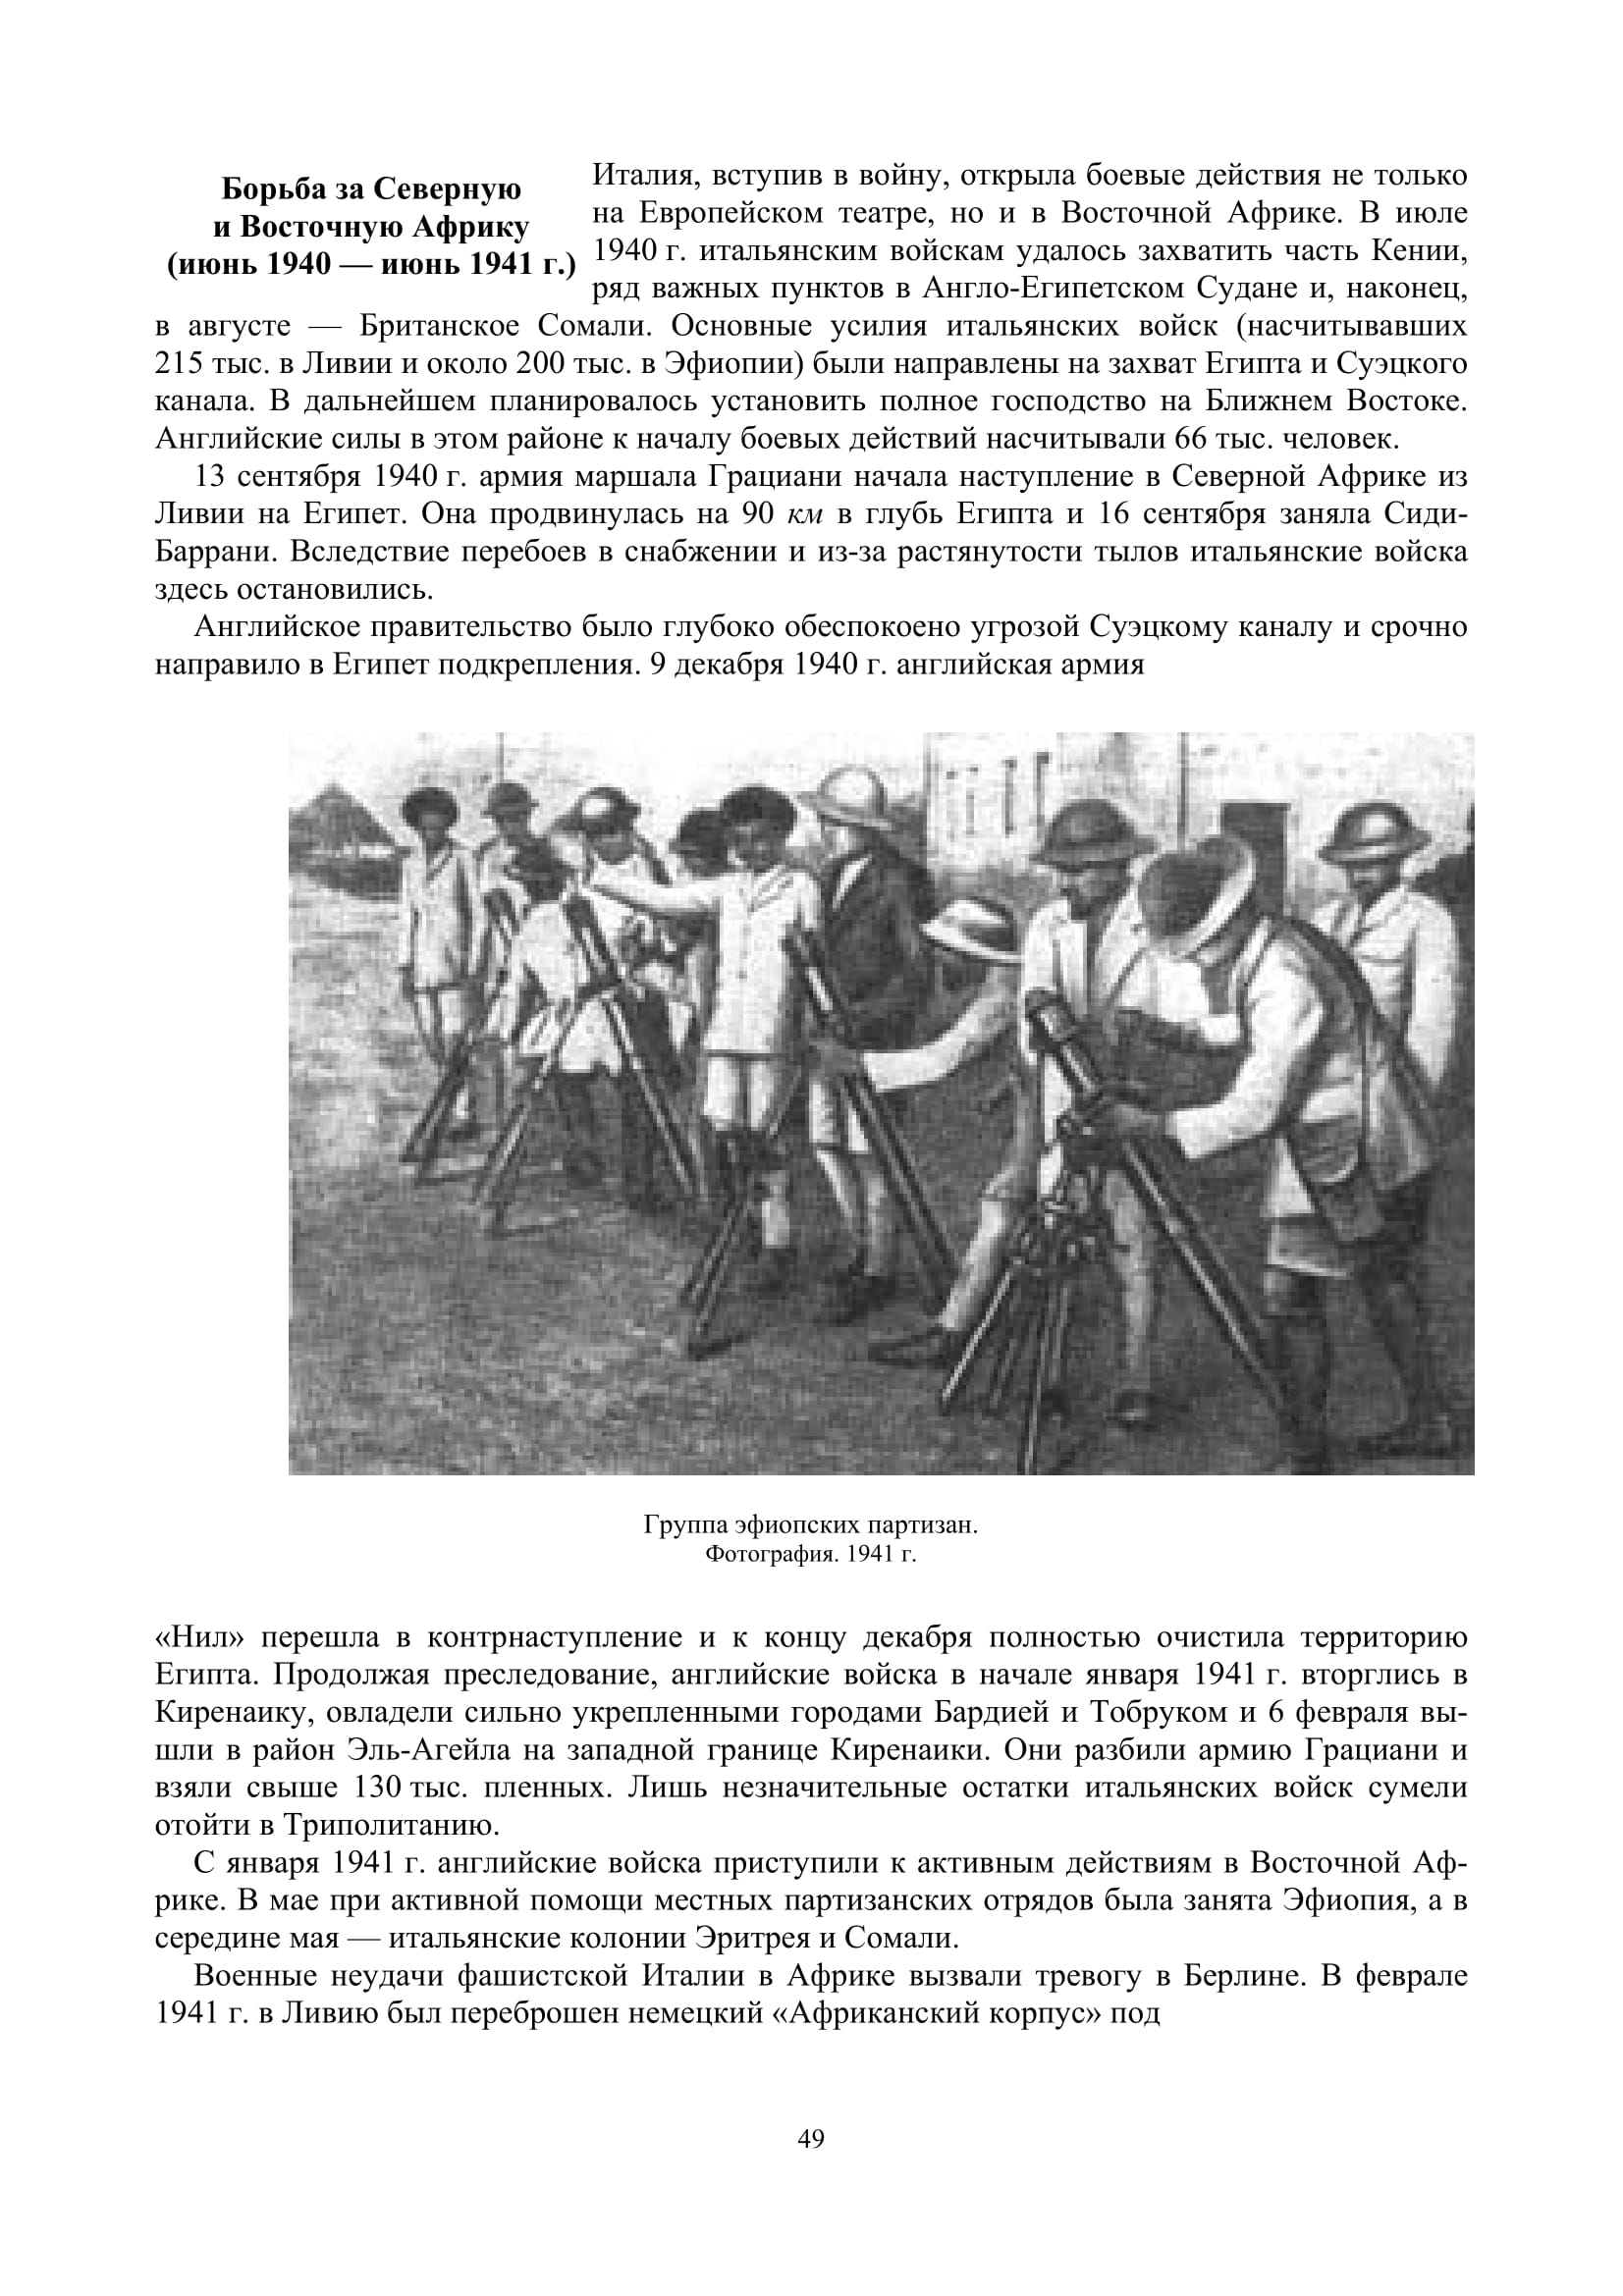 Борьба за Северную
и Восточную Африку
(июнь 1940 — июнь 1941 г.)
Италия, вступив в войну, открыла боевые действия не только
на Европейском театре, но и в Восточной Африке. В июле
1940 г. итальянским войскам удалось захватить часть Кении,
ряд важных пунктов в Англо-Египетском Судане и, наконец,
в августе — Британское Сомали. Основные усилия итальянских войск (насчитывавших
215 тыс. в Ливии и около 200 тыс. в Эфиопии) были направлены на захват Египта и Суэцкого
канала. В дальнейшем планировалось установить полное господство на Ближнем Востоке.
Английские силы в этом районе к началу боевых действий насчитывали 66 тыс. человек.
13 сентября 1940 г. армия маршала Грациани начала наступление в Северной Африке из
Ливии на Египет. Она продвинулась на 90 км в глубь Египта и 16 сентября заняла Сиди-
Баррани. Вследствие перебоев в снабжении и из-за растянутости тылов итальянские войска
здесь остановились.
Английское правительство было глубоко обеспокоено угрозой Суэцкому каналу и срочно
направило в Египет подкрепления. 9 декабря 1940 г. английская армия
Группа эфиопских партизан.
Фотография. 1941 г.
«Нил» перешла в контрнаступление и к концу декабря полностью очистила территорию
Египта. Продолжая преследование, английские войска в начале января 1941 г. вторглись в
Киренаику, овладели сильно укрепленными городами Бардией и Тобруком и 6 февраля вы-
шли в район Эль-Агейла на западной границе Киренаики. Они разбили армию Грациани и
взяли свыше 130 тыс. пленных. Лишь незначительные остатки итальянских войск сумели
отойти в Триполитанию.
С января 1941 г. английские войска приступили к активным действиям в Восточной Аф-
рике. В мае при активной помощи местных партизанских отрядов была занята Эфиопия, а в
середине мая — итальянские колонии Эритрея и Сомали.
Военные неудачи фашистской Италии в Африке вызвали тревогу в Берлине. В феврале
1941 г. в Ливию был переброшен немецкий «Африканский корпус» под
49